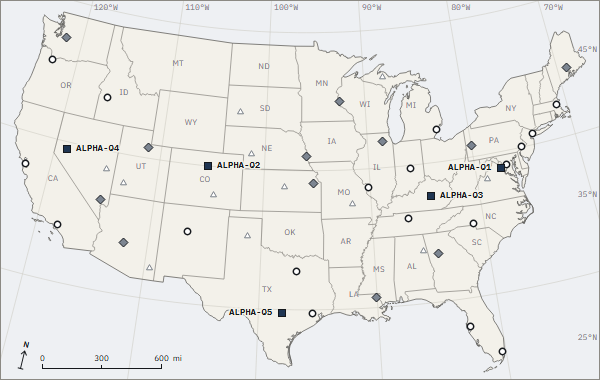 120°W
110°W
100°W
90°W
80°W
70°W
45°N
MT
ND
MN
OR
ID
SD
WI
MI
NY
WY
ALPHA-04
IA
NE
PA
UT
ALPHA-02
IL
ALPHA-01
CA
CO
MO
ALPHA-03
35°N
NC
OK
AR
SC
MS
AL
TX
LA
ALPHA-05
25°N
N
0 300 600 mi